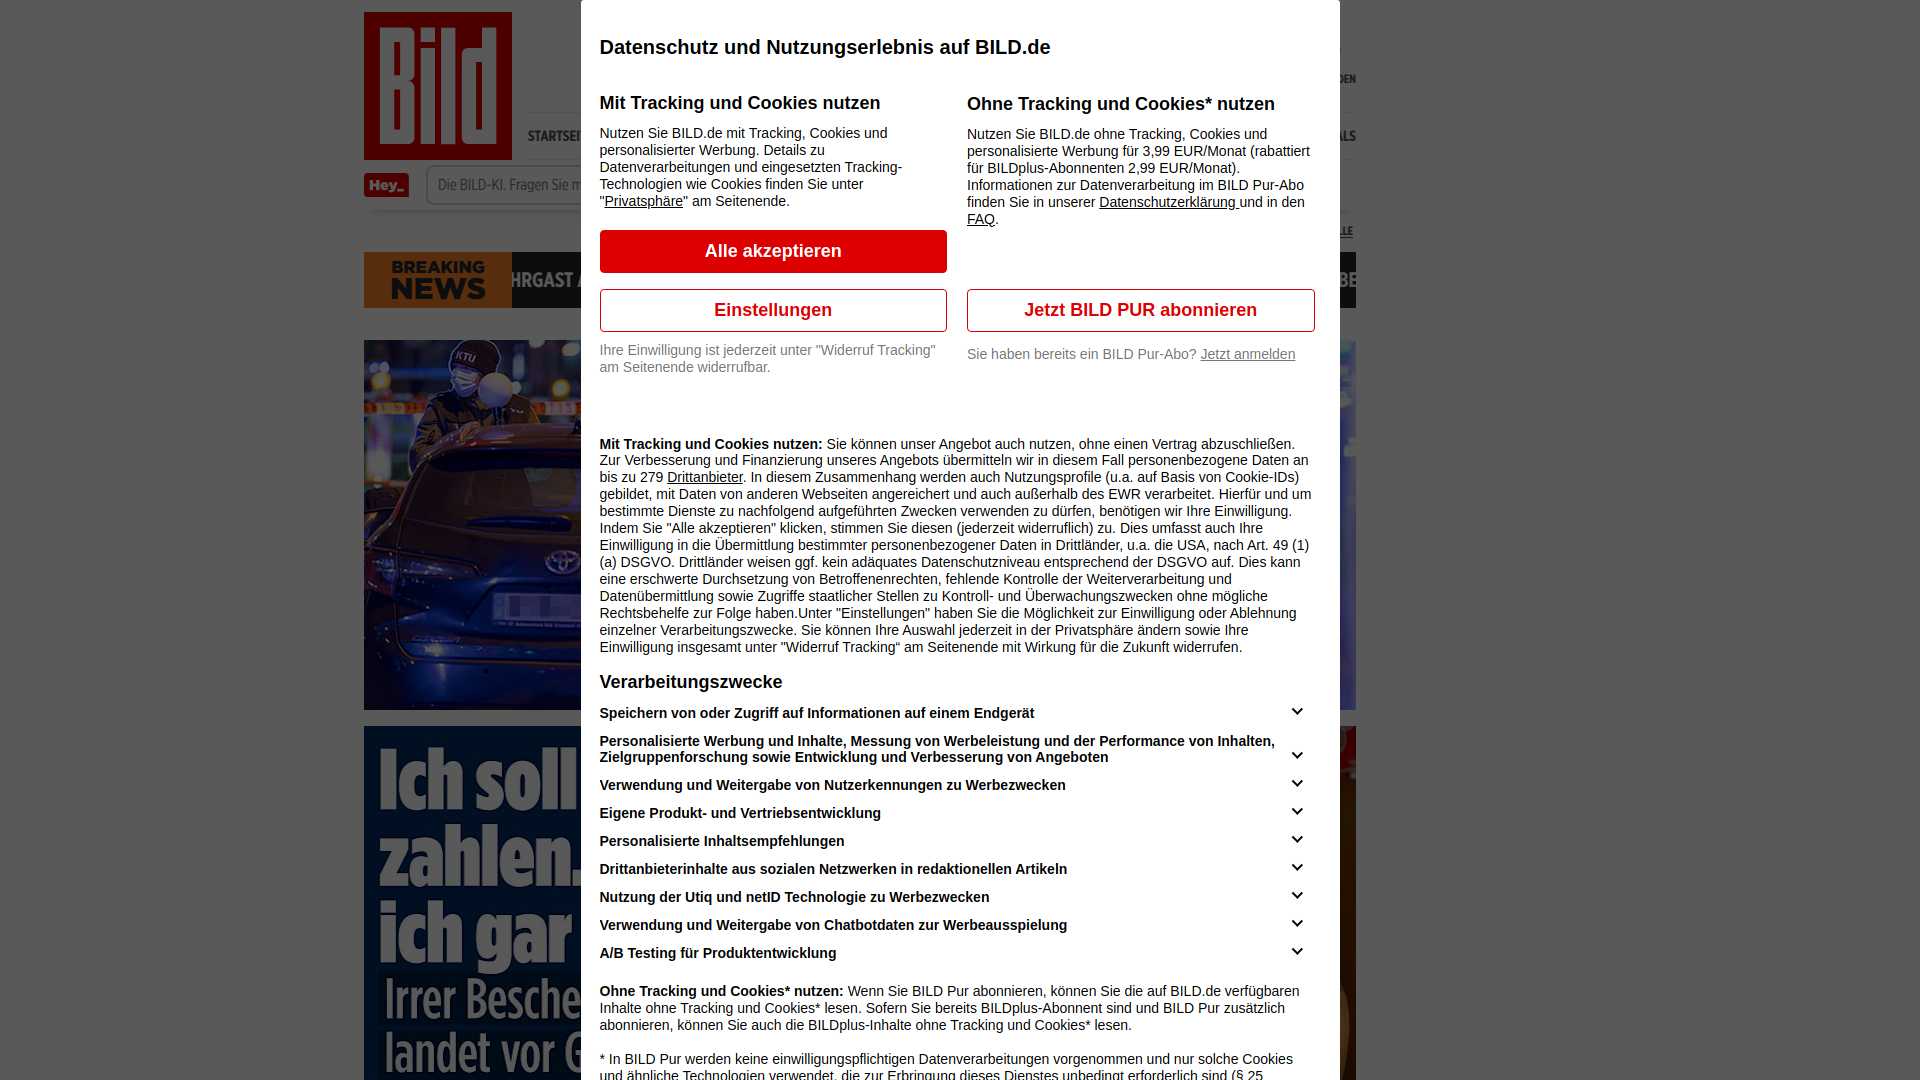 Bild
Datenschutz und Nutzungserlebnis auf BILD.de
Mit Tracking und Cookies nutzen
Nutzen Sie BILD.de mit Tracking, Cookies und
personalisierter Werbung. Details zu
Datenverarbeitungen und eingesetzten Tracking-
Technologien wie Cookies finden Sie unter
"Privatsphäre" am Seitenende.
Alle akzeptieren
Einstellungen
Ihre Einwilligung ist jederzeit unter "Widerruf Tracking"
am Seitenende widerrufbar.
Ohne Tracking und Cookies* nutzen
Nutzen Sie BILD.de ohne Tracking, Cookies und
personalisierte Werbung für 3,99 EUR/Monat (rabattiert
für BILDplus-Abonnenten 2,99 EUR/Monat).
Informationen zur Datenverarbeitung im BILD Pur-Abo
finden Sie in unserer Datenschutzerklärung und in den
FAQ.
Jetzt BILD PUR abonnieren
Sie haben bereits ein BILD Pur-Abo? Jetzt anmelden
Mit Tracking und Cookies nutzen: Sie können unser Angebot auch nutzen, ohne einen Vertrag abzuschließen.
Zur Verbesserung und Finanzierung unseres Angebots übermitteln wir in diesem Fall personenbezogene Daten an
bis zu 279 Drittanbieter. In diesem Zusammenhang werden auch Nutzungsprofile (u.a. auf Basis von Cookie-IDs)
gebildet, mit Daten von anderen Webseiten angereichert und auch außerhalb des EWR verarbeitet. Hierfür und um
bestimmte Dienste zu nachfolgend aufgeführten Zwecken verwenden zu dürfen, benötigen wir Ihre Einwilligung.
Indem Sie "Alle akzeptieren" klicken, stimmen Sie diesen (jederzeit widerruflich) zu. Dies umfasst auch Ihre
Einwilligung in die Übermittlung bestimmter personenbezogener Daten in Drittländer, u.a. die USA, nach Art. 49 (1)
(a) DSGVO. Drittländer weisen ggf. kein adäquates Datenschutzniveau entsprechend der DSGVO auf. Dies kann
eine erschwerte Durchsetzung von Betroffenenrechten, fehlende Kontrolle der Weiterverarbeitung und
Datenübermittlung sowie Zugriffe staatlicher Stellen zu Kontroll- und Überwachungszwecken ohne mögliche
Rechtsbehelfe zur Folge haben.Unter "Einstellungen" haben Sie die Möglichkeit zur Einwilligung oder Ablehnung
einzelner Verarbeitungszwecke. Sie können Ihre Auswahl jederzeit in der Privatsphäre ändern sowie Ihre
Einwilligung insgesamt unter "Widerruf Tracking“ am Seitenende mit Wirkung für die Zukunft widerrufen.
Verarbeitungszwecke
Speichern von oder Zugriff auf Informationen auf einem Endgerät
Personalisierte Werbung und Inhalte, Messung von Werbeleistung und der Performance von Inhalten,
Zielgruppenforschung sowie Entwicklung und Verbesserung von Angeboten
Verwendung und Weitergabe von Nutzerkennungen zu Werbezwecken
Eigene Produkt- und Vertriebsentwicklung
Personalisierte Inhaltsempfehlungen
Drittanbieterinhalte aus sozialen Netzwerken in redaktionellen Artikeln
Nutzung der Utiq und netID Technologie zu Werbezwecken
Verwendung und Weitergabe von Chatbotdaten zur Werbeausspielung
A/B Testing für Produktentwicklung
Ohne Tracking und Cookies* nutzen: Wenn Sie BILD Pur abonnieren, können Sie die auf BILD.de verfügbaren
Inhalte ohne Tracking und Cookies* lesen. Sofern Sie bereits BILDplus-Abonnent sind und BILD Pur zusätzlich
abonnieren, können Sie auch die BILDplus-Inhalte ohne Tracking und Cookies* lesen.
* In BILD Pur werden keine einwilligungspflichtigen Datenverarbeitungen vorgenommen und nur solche Cookies
und ähnliche Technologien verwendet, die zur Erbringung dieses Dienstes unbedingt erforderlich sind (§ 25
STARTSEI
Hey_
Die BILD-KI. Fragen Sie m
BREAKING
NEWS
HRGAST
KTU
Ich soll
zahlen.
ich gar
Irrer Besche
landet vor G
DEN
ALS
LLE
BE